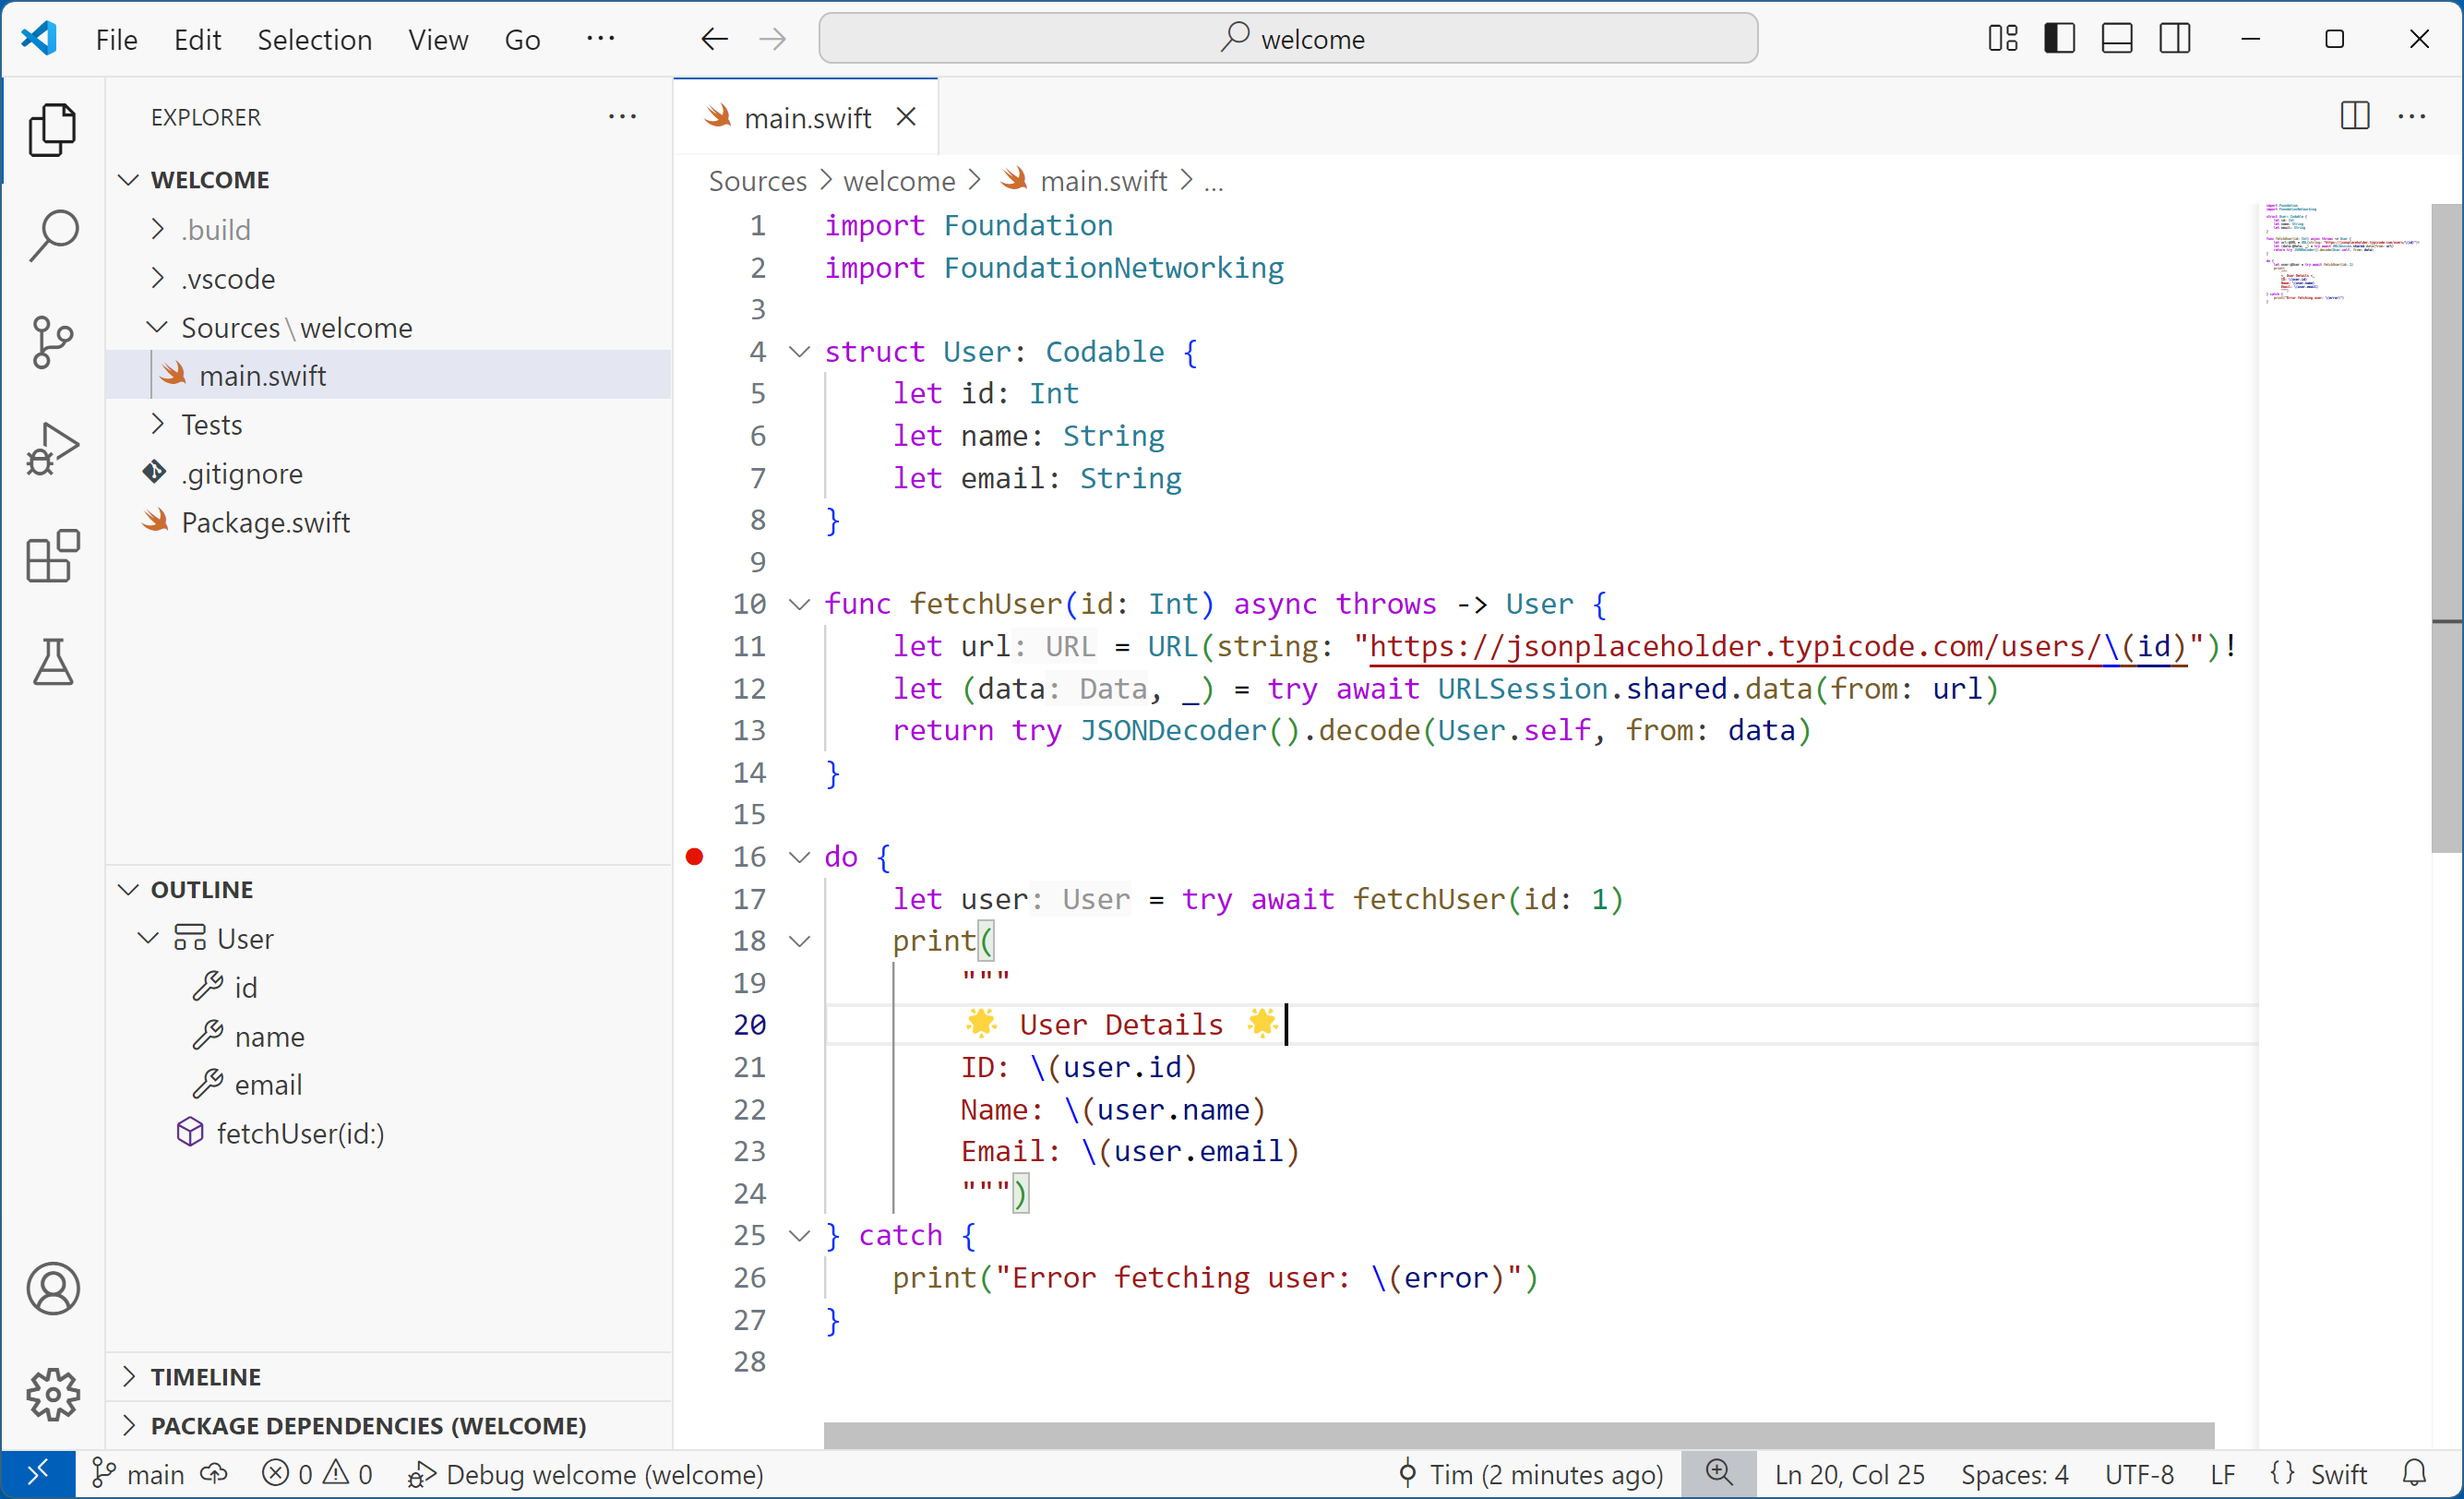 File Edit Selection View Go ··· welcome
EXPLORER ···
WELCOME
.build
.vscode
Sources\welcome
main.swift
Tests
.gitignore
Package.swift
OUTLINE
User
id
name
email
fetchUser(id:)
TIMELINE
PACKAGE DEPENDENCIES (WELCOME)
main.swift
Sources > welcome > main.swift > ...
1 import Foundation
2 import FoundationNetworking
3
4 struct User: Codable {
5     let id: Int
6     let name: String
7     let email: String
8 }
9
10 func fetchUser(id: Int) async throws -> User {
11     let url: URL = URL(string: "https://jsonplaceholder.typicode.com/users/\(id)")!
12     let (data: Data, _) = try await URLSession.shared.data(from: url)
13     return try JSONDecoder().decode(User.self, from: data)
14 }
15
16 do {
17     let user: User = try await fetchUser(id: 1)
18     print(
19         """
20         🌟 User Details 🌟
21         ID: \(user.id)
22         Name: \(user.name)
23         Email: \(user.email)
24         """)
25 } catch {
26     print("Error fetching user: \(error)")
27 }
28
main 0 0 Debug welcome (welcome) Tim (2 minutes ago) Ln 20, Col 25 Spaces: 4 UTF-8 LF {} Swift